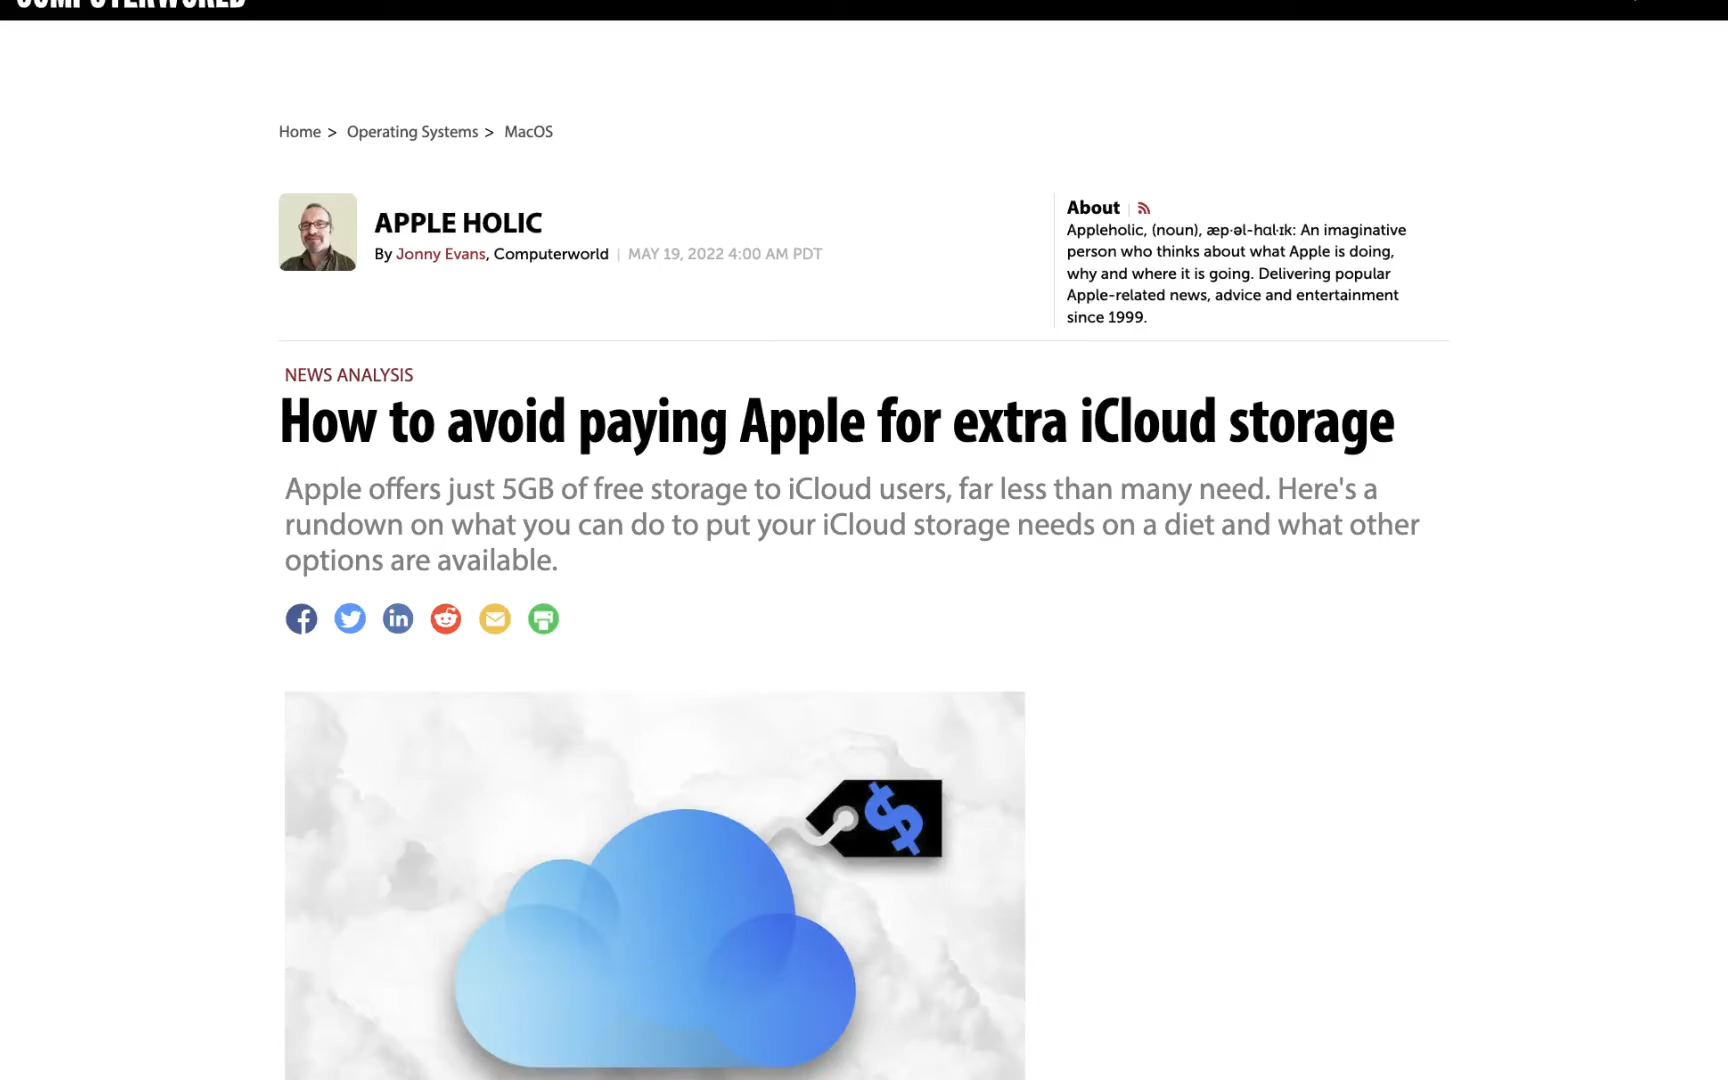 COMPUTERWORLD
Home > Operating Systems > MacOS
APPLE HOLIC
By Jonny Evans, Computerworld | MAY 19, 2022 4:00 AM PDT
About |
Appleholic, (noun), æp·əl-hɑl·ɪk: An imaginative
person who thinks about what Apple is doing,
why and where it is going. Delivering popular
Apple-related news, advice and entertainment
since 1999.
NEWS ANALYSIS
How to avoid paying Apple for extra iCloud storage
Apple offers just 5GB of free storage to iCloud users, far less than many need. Here's a
rundown on what you can do to put your iCloud storage needs on a diet and what other
options are available.
$